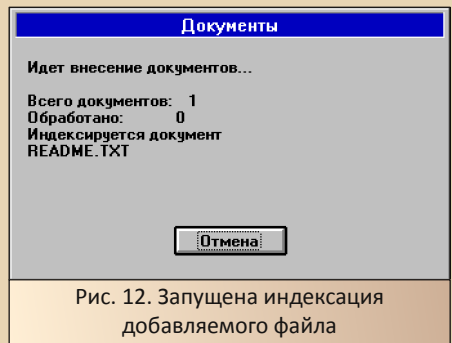 Документы
Идет внесение документов...
Всего документов: 1
Обработано: 0
Индексируется документ
README.TXT
Отмена
Рис. 12. Запущена индексация
добавляемого файла